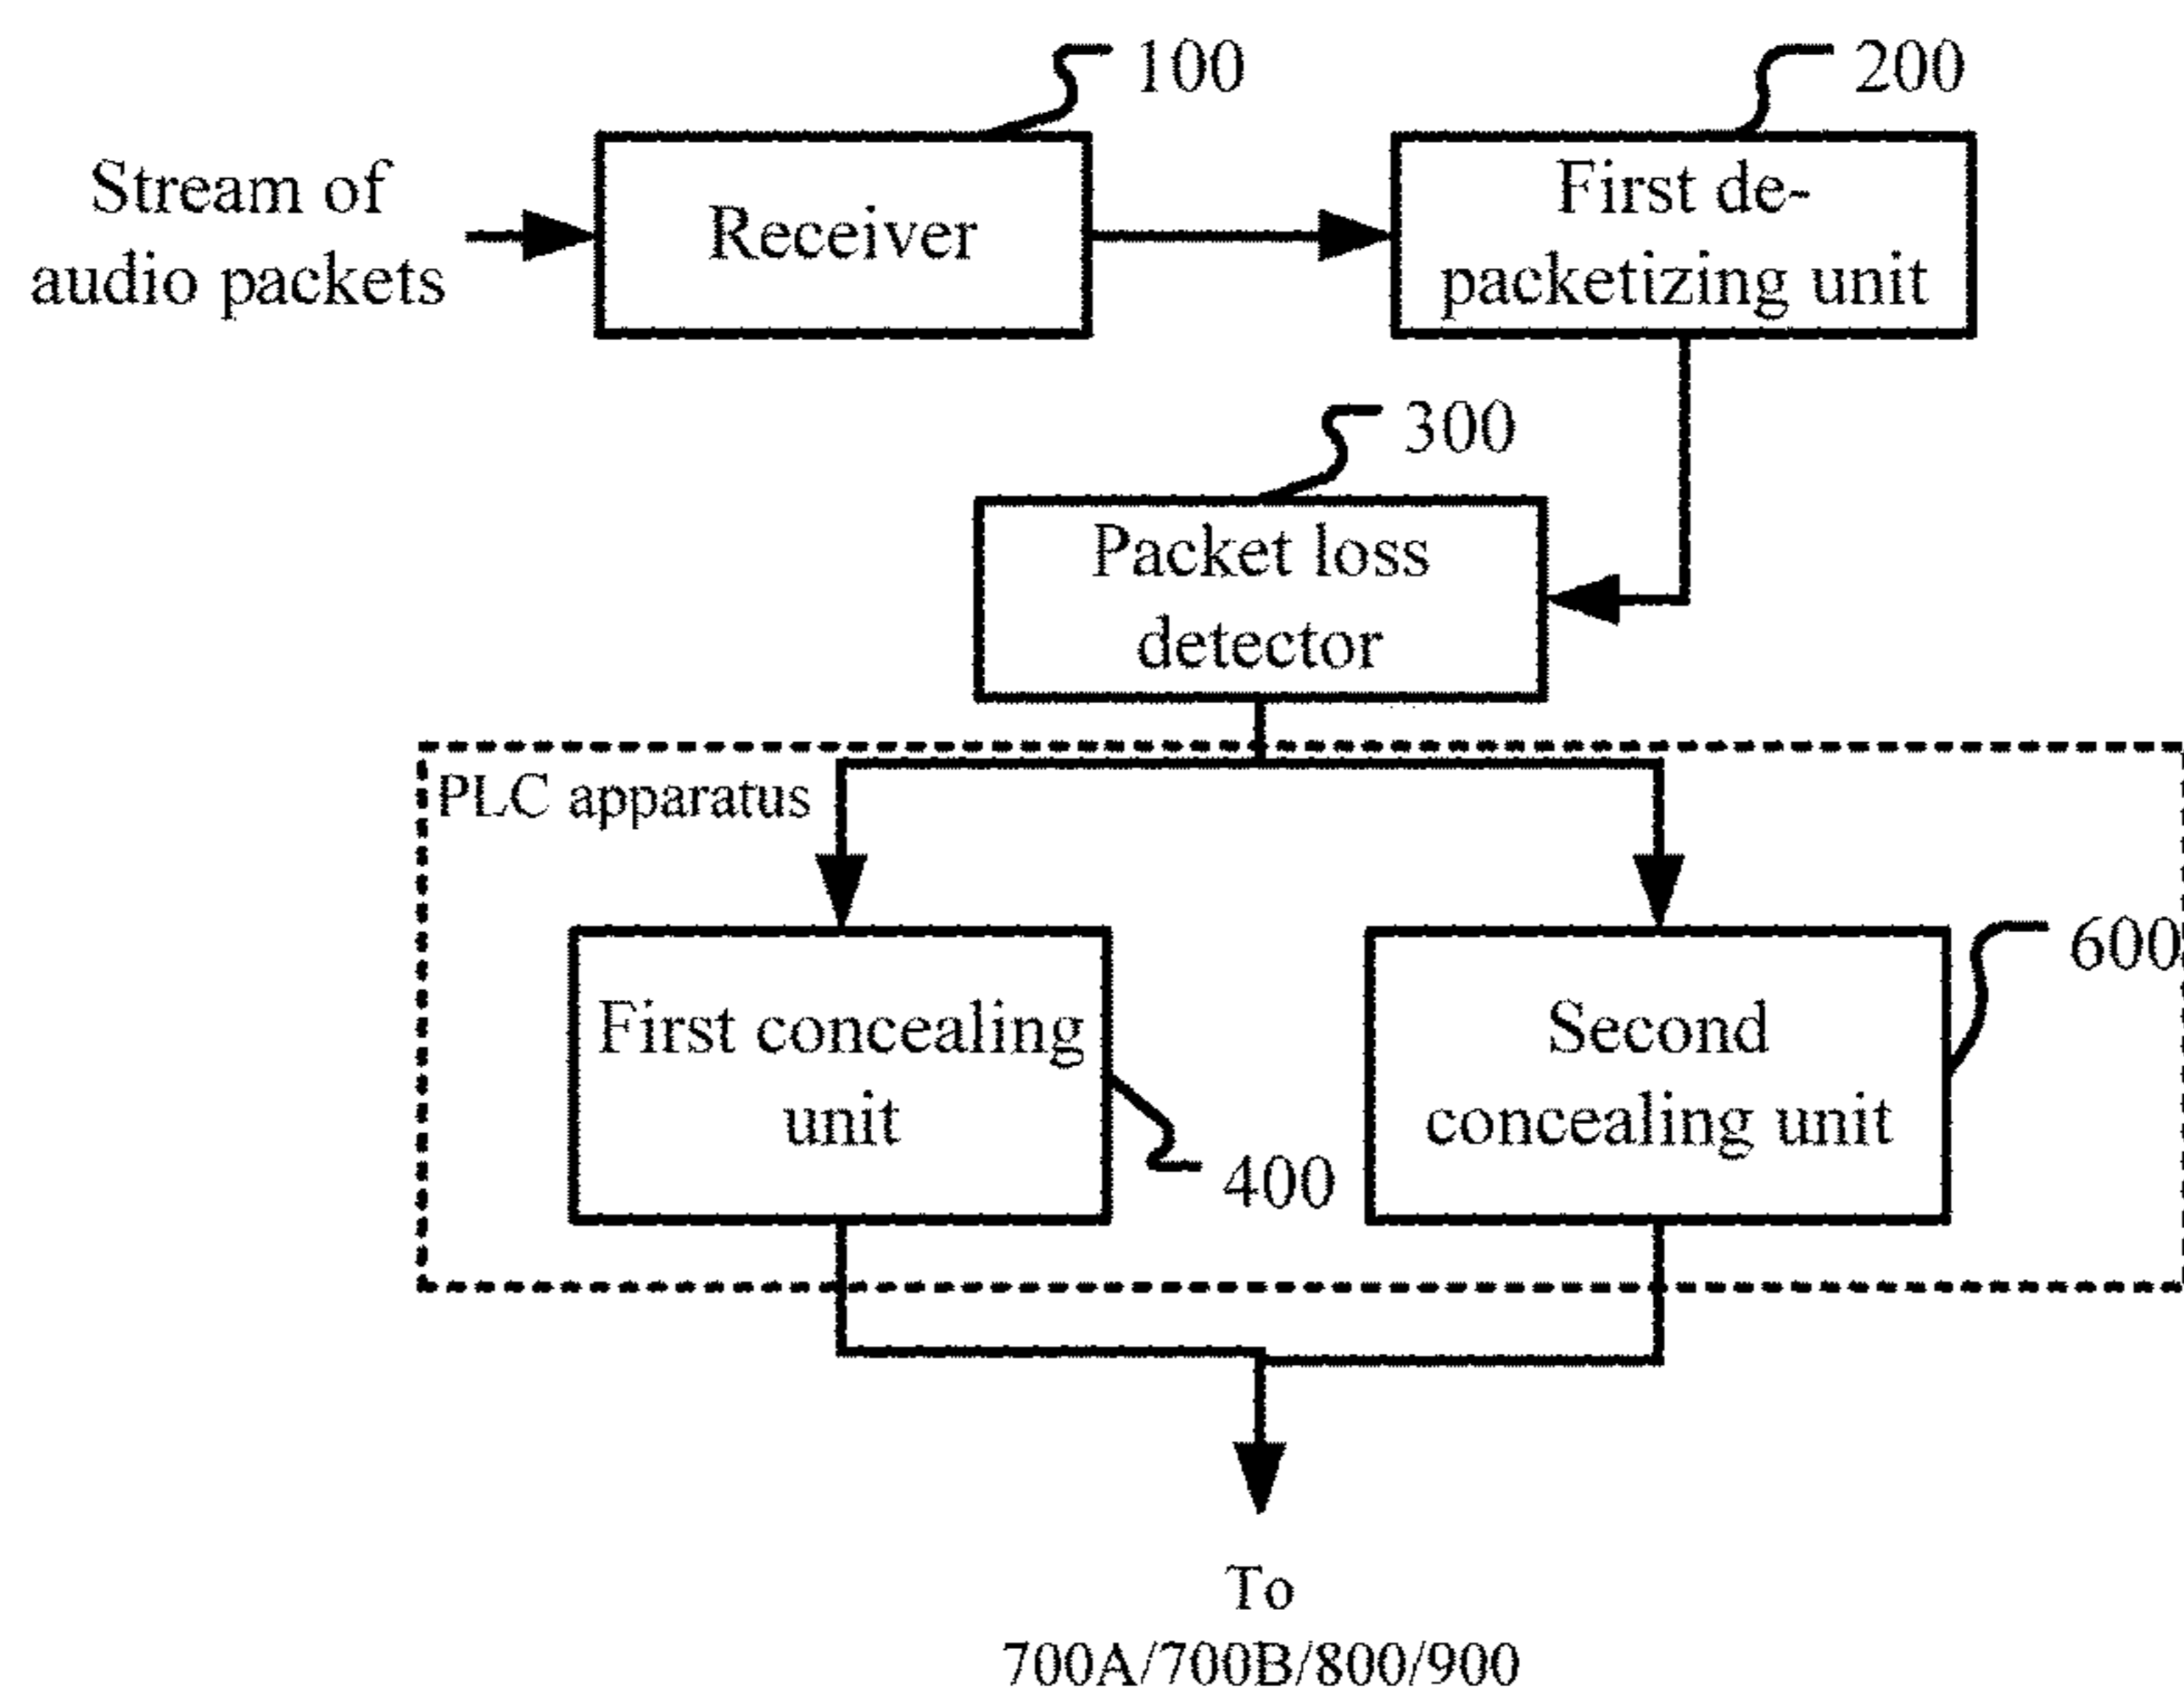 100
200
Stream of
audio packets
Receiver
First de-
packetizing unit
300
Packet loss
detector
PLC apparatus
600
First concealing
unit
Second
concealing unit
400
To
700A/700B/800/900